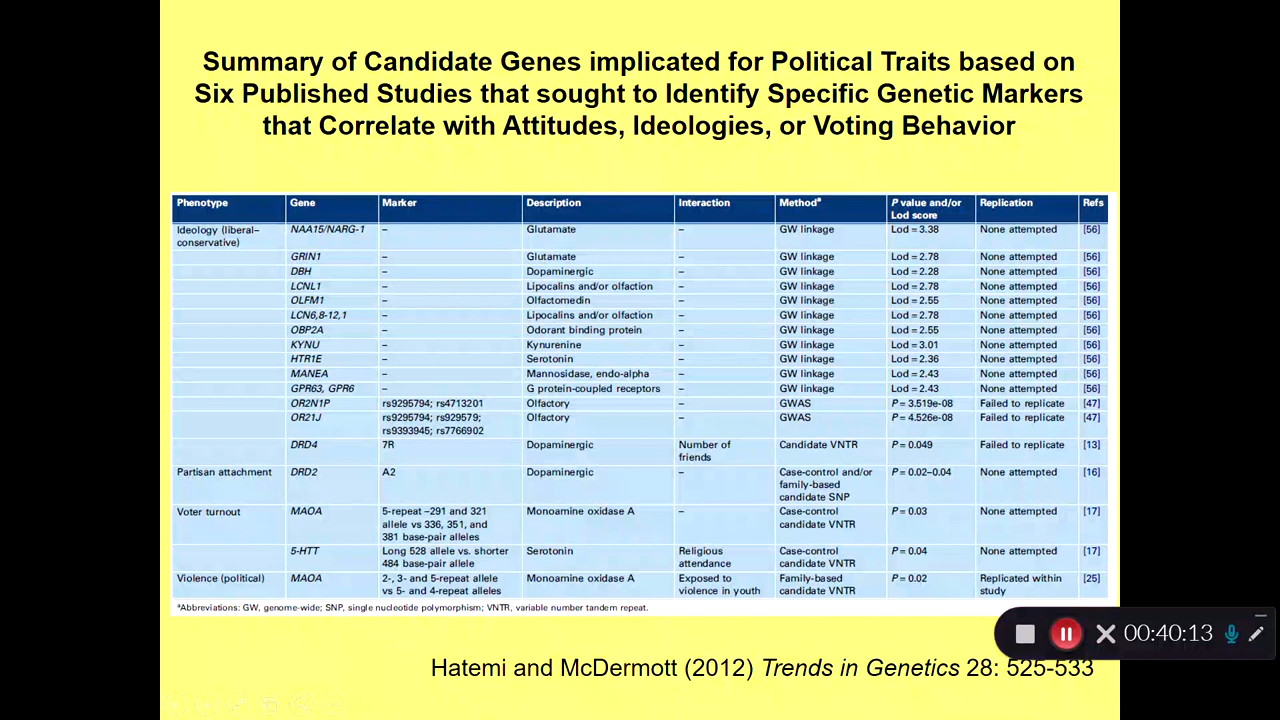 Summary of Candidate Genes implicated for Political Traits based on
Six Published Studies that sought to Identify Specific Genetic Markers
that Correlate with Attitudes, Ideologies, or Voting Behavior
Phenotype Gene Marker Description Interaction Methodᵃ P value and/or Lod score Replication Refs
Ideology (liberal–conservative) NAA15/NARG-1 – Glutamate – GW linkage Lod = 3.38 None attempted [56]
GRIN1 – Glutamate – GW linkage Lod = 2.78 None attempted [56]
DBH – Dopaminergic – GW linkage Lod = 2.28 None attempted [56]
LCNL1 – Lipocalins and/or olfaction – GW linkage Lod = 2.78 None attempted [56]
OLFM1 – Olfactomedin – GW linkage Lod = 2.55 None attempted [56]
LCN6,8-12,1 – Lipocalins and/or olfaction – GW linkage Lod = 2.78 None attempted [56]
OBP2A – Odorant binding protein – GW linkage Lod = 2.55 None attempted [56]
KYNU – Kynurenine – GW linkage Lod = 3.01 None attempted [56]
HTR1E – Serotonin – GW linkage Lod = 2.36 None attempted [56]
MANEA – Mannosidase, endo-alpha – GW linkage Lod = 2.43 None attempted [56]
GPR63, GPR6 – G protein-coupled receptors – GW linkage Lod = 2.43 None attempted [56]
OR2N1P rs9295794; rs4713201 Olfactory – GWAS P = 3.519e-08 Failed to replicate [47]
OR21J rs9295794; rs929579; rs9393945; rs7766902 Olfactory – GWAS P = 4.526e-08 Failed to replicate [47]
DRD4 7R Dopaminergic Number of friends Candidate VNTR P = 0.049 Failed to replicate [13]
Partisan attachment DRD2 A2 Dopaminergic – Case-control and/or family-based candidate SNP P = 0.02–0.04 None attempted [16]
Voter turnout MAOA 5-repeat –291 and 321 allele vs 336, 351, and 381 base-pair alleles Monoamine oxidase A – Case-control candidate VNTR P = 0.03 None attempted [17]
5-HTT Long 528 allele vs. shorter 484 base-pair allele Serotonin Religious attendance Case-control candidate VNTR P = 0.04 None attempted [17]
Violence (political) MAOA 2-, 3- and 5-repeat allele vs 5- and 4-repeat alleles Monoamine oxidase A Exposed to violence in youth Family-based candidate VNTR P = 0.02 Replicated within study [25]
ᵃAbbreviations: GW, genome-wide; SNP, single nucleotide polymorphism; VNTR, variable number tandem repeat.
00:40:13
Hatemi and McDermott (2012) Trends in Genetics 28: 525-533